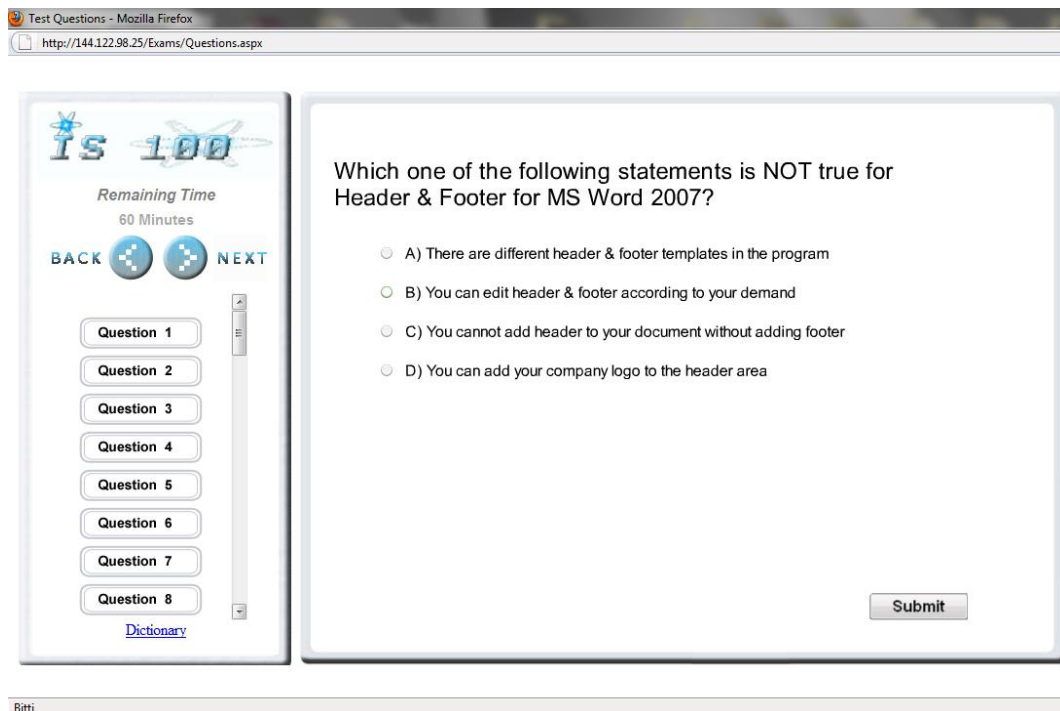 Test Questions - Mozilla Firefox
http://144.122.98.25/Exams/Questions.aspx
IS 100
Remaining Time
60 Minutes
BACK NEXT
Question 1
Question 2
Question 3
Question 4
Question 5
Question 6
Question 7
Question 8
Dictionary
Which one of the following statements is NOT true for
Header & Footer for MS Word 2007?
A) There are different header & footer templates in the program
B) You can edit header & footer according to your demand
C) You cannot add header to your document without adding footer
D) You can add your company logo to the header area
Submit
Bitti